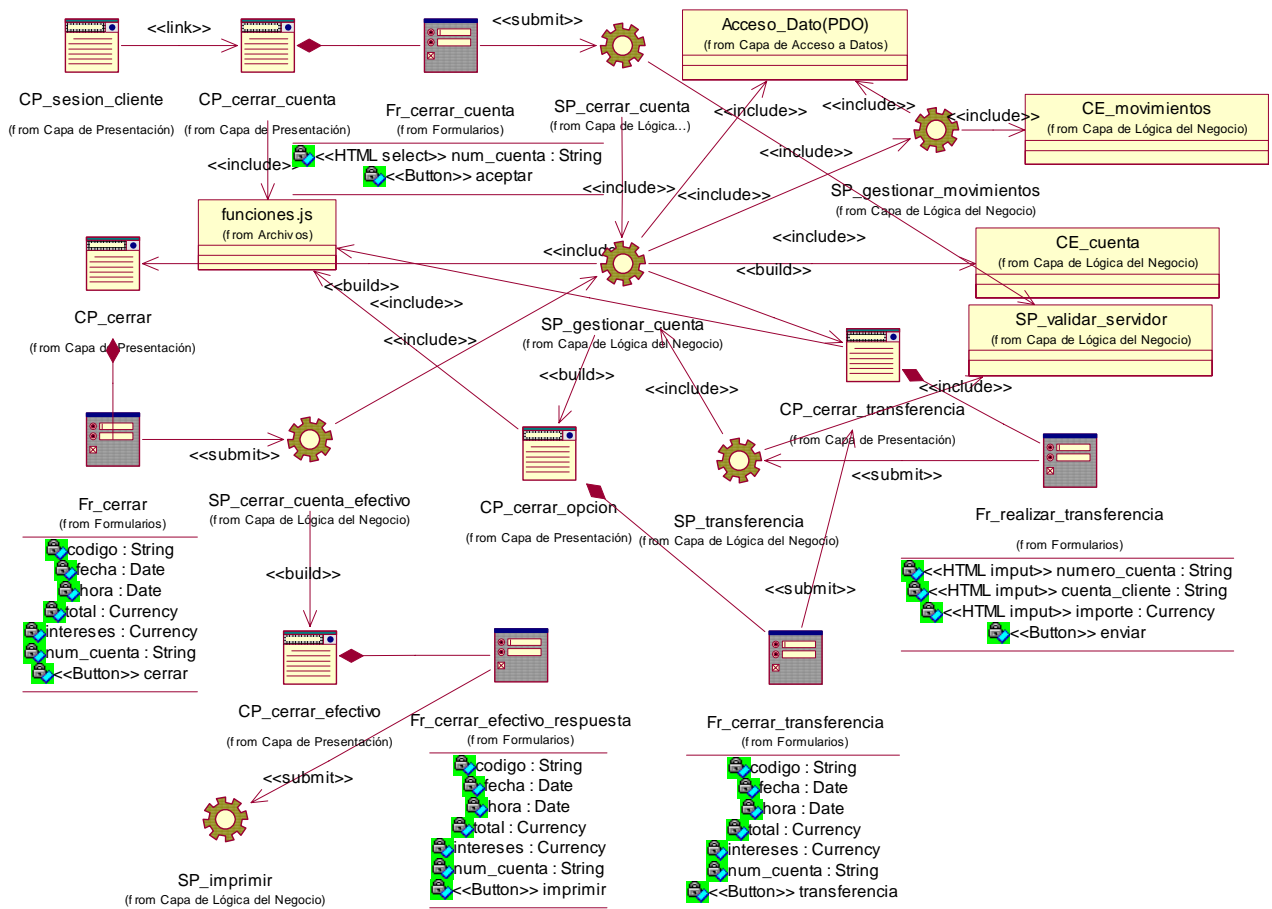 <<link>>
<<submit>>
Acceso_Dato(PDO)
(from Capa de Acceso a Datos)
CP_sesion_cliente
(from Capa de Presentación)
CP_cerrar_cuenta
(from Capa de Presentación)
Fr_cerrar_cuenta
(from Formularios)
SP_cerrar_cuenta
(from Capa de Lógica...)
<<include>>
<<include>>
<<include>>
CE_movimientos
(from Capa de Lógica del Negocio)
<<include>>
<<HTML select>> num_cuenta : String
<<Button>> aceptar
<<include>>
<<include>>
<<include>>
SP_gestionar_movimientos
(from Capa de Lógica del Negocio)
funciones.js
(from Archivos)
<<include>>
<<include>>
<<build>>
CE_cuenta
(from Capa de Lógica del Negocio)
<<build>>
<<include>>
<<include>>
CP_cerrar
(from Capa de Presentación)
SP_gestionar_cuenta
(from Capa de Lógica del Negocio)
SP_validar_servidor
(from Capa de Lógica del Negocio)
<<build>>
<<include>>
<<include>>
CP_cerrar_transferencia
(from Capa de Presentación)
<<submit>>
<<submit>>
Fr_cerrar
(from Formularios)
codigo : String
fecha : Date
hora : Date
total : Currency
intereses : Currency
num_cuenta : String
<<Button>> cerrar
SP_cerrar_cuenta_efectivo
(from Capa de Lógica del Negocio)
CP_cerrar_opcion
(from Capa de Presentación)
SP_transferencia
(from Capa de Lógica del Negocio)
Fr_realizar_transferencia
(from Formularios)
<<HTML imput>> numero_cuenta : String
<<HTML imput>> cuenta_cliente : String
<<HTML imput>> importe : Currency
<<Button>> enviar
<<build>>
<<submit>>
CP_cerrar_efectivo
(from Capa de Presentación)
Fr_cerrar_efectivo_respuesta
(from Formularios)
codigo : String
fecha : Date
hora : Date
total : Currency
intereses : Currency
num_cuenta : String
<<Button>> imprimir
Fr_cerrar_transferencia
(from Formularios)
codigo : String
fecha : Date
hora : Date
total : Currency
intereses : Currency
num_cuenta : String
<<Button>> transferencia
<<submit>>
SP_imprimir
(from Capa de Lógica del Negocio)